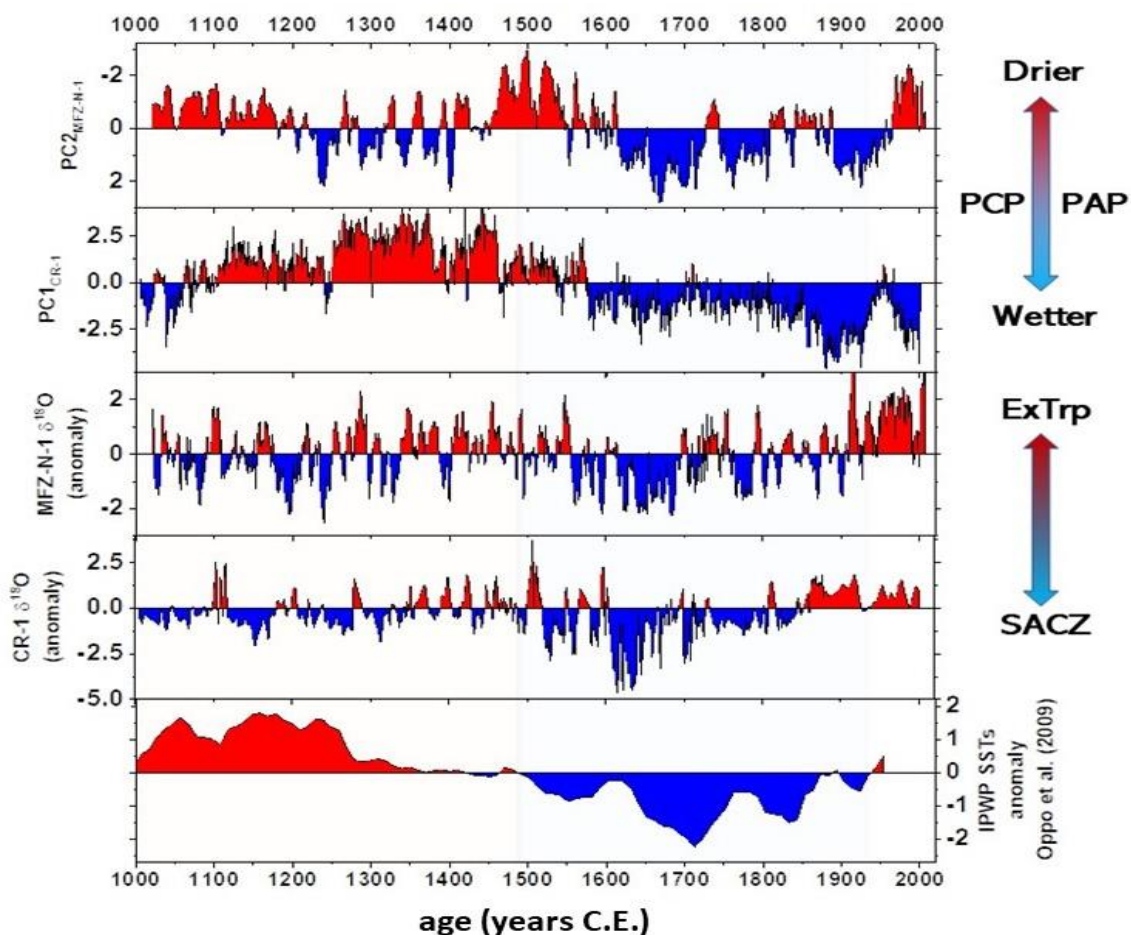 1000 1100 1200 1300 1400 1500 1600 1700 1800 1900 2000
-2
0
2
PC2MFZ-N-1
Drier
PCP PAP
Wetter
2.5
0.0
-2.5
PC1CR-1
2
0
-2
MFZ-N-1 δ18O
(anomaly)
ExTrp
SACZ
2.5
0.0
-2.5
-5.0
CR-1 δ18O
(anomaly)
2
1
0
-1
-2
IPWP SSTs
anomaly
Oppo et al. (2009)
1000 1100 1200 1300 1400 1500 1600 1700 1800 1900 2000
age (years C.E.)